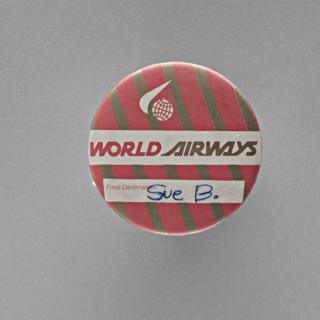 WORLD AIRWAYS
Final Destination Sue B.